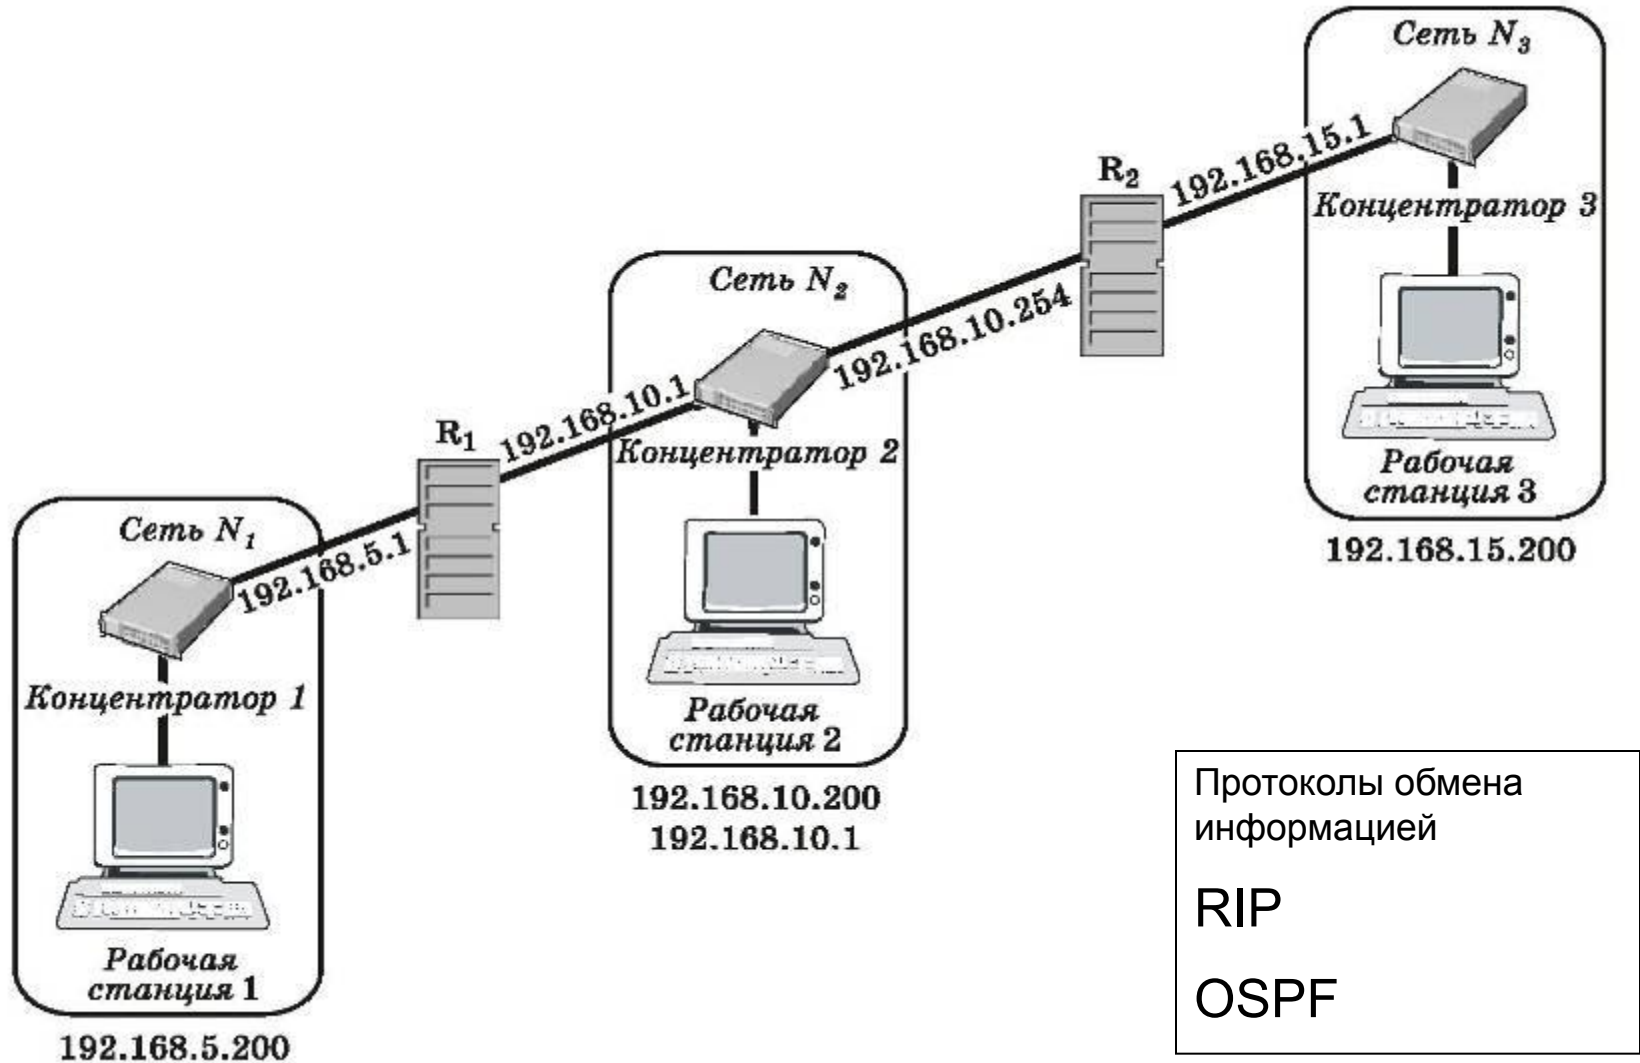 Сеть N₃
192.168.15.1
R₂
Концентратор 3
Рабочая
станция 3
192.168.15.200
Сеть N₂
192.168.10.254
192.168.10.1
R₁
Концентратор 2
Рабочая
станция 2
192.168.10.200
192.168.10.1
Сеть N₁
192.168.5.1
Концентратор 1
Рабочая
станция 1
192.168.5.200
Протоколы обмена
информацией
RIP
OSPF